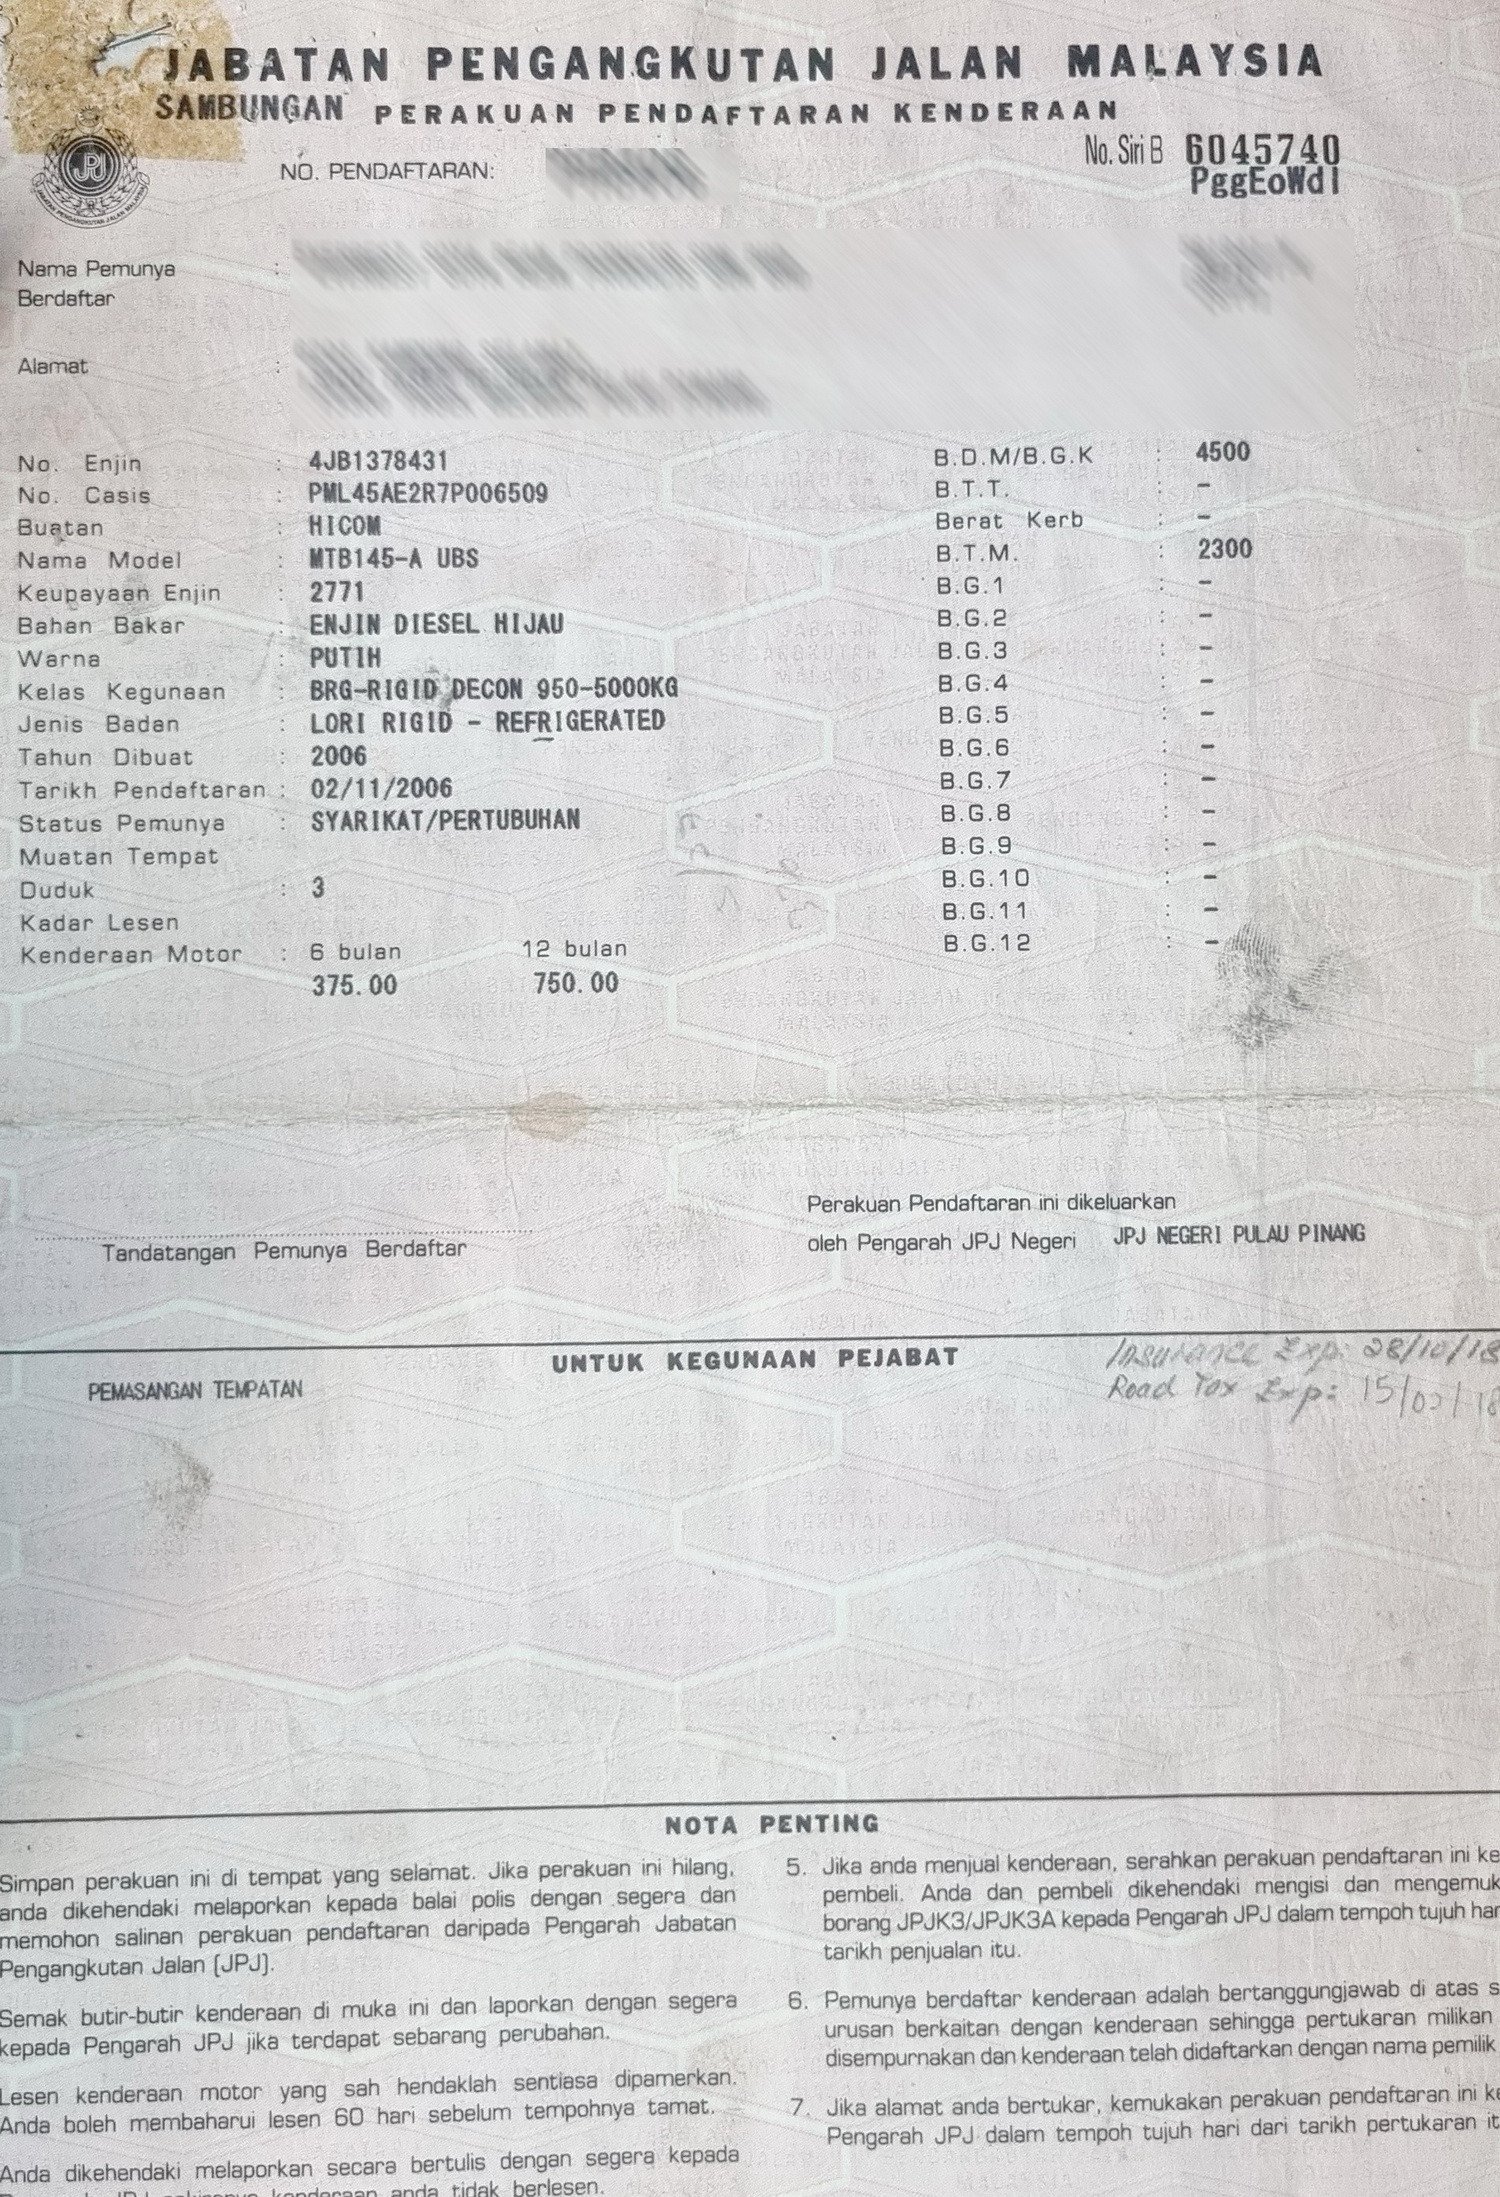 JABATAN PENGANGKUTAN JALAN MALAYSIA
SAMBUNGAN PERAKUAN PENDAFTARAN KENDERAAN
No. Siri B 6045740
PggEoWdI
JPJ
NO. PENDAFTARAN:
Nama Pemunya :
Berdaftar
Alamat :
No. Enjin : 4JB1378431
No. Casis : PML45AE2R7P006509
Buatan : HICOM
Nama Model : MTB145-A UBS
Keupayaan Enjin : 2771
Bahan Bakar : ENJIN DIESEL HIJAU
Warna : PUTIH
Kelas Kegunaan : BRG-RIGID DECON 950-5000KG
Jenis Badan : LORI RIGID - REFRIGERATED
Tahun Dibuat : 2006
Tarikh Pendaftaran : 02/11/2006
Status Pemunya : SYARIKAT/PERTUBUHAN
Muatan Tempat
Duduk : 3
Kadar Lesen
Kenderaan Motor : 6 bulan 12 bulan
375.00 750.00
B.D.M/B.G.K : 4500
B.T.T. : -
Berat Kerb : -
B.T.M. : 2300
B.G.1 : -
B.G.2 : -
B.G.3 : -
B.G.4 : -
B.G.5 : -
B.G.6 : -
B.G.7 : -
B.G.8 : -
B.G.9 : -
B.G.10 : -
B.G.11 : -
B.G.12 : -
Tandatangan Pemunya Berdaftar
Perakuan Pendaftaran ini dikeluarkan
oleh Pengarah JPJ Negeri JPJ NEGERI PULAU PINANG
UNTUK KEGUNAAN PEJABAT
PEMASANGAN TEMPATAN
Insurance Exp: 28/10/18
Road Tax Exp:
NOTA PENTING
Simpan perakuan ini di tempat yang selamat. Jika perakuan ini hilang,
anda dikehendaki melaporkan kepada balai polis dengan segera dan
memohon salinan perakuan pendaftaran daripada Pengarah Jabatan
Pengangkutan Jalan (JPJ).
Semak butir-butir kenderaan di muka ini dan laporkan dengan segera
kepada Pengarah JPJ jika terdapat sebarang perubahan.
Lesen kenderaan motor yang sah hendaklah sentiasa dipamerkan.
Anda boleh membaharui lesen 60 hari sebelum tempohnya tamat.
Anda dikehendaki melaporkan secara bertulis dengan segera kepada
kenderaan anda tidak berlesen.
5. Jika anda menjual kenderaan, serahkan perakuan pendaftaran ini ke
pembeli. Anda dan pembeli dikehendaki mengisi dan mengemuk
borang JPJK3/JPJK3A kepada Pengarah JPJ dalam tempoh tujuh har
tarikh penjualan itu.
6. Pemunya berdaftar kenderaan adalah bertanggungjawab di atas s
urusan berkaitan dengan kenderaan sehingga pertukaran milikan
disempurnakan dan kenderaan telah didaftarkan dengan nama pemilik
7. Jika alamat anda bertukar, kemukakan perakuan pendaftaran ini ke
Pengarah JPJ dalam tempoh tujuh hari dari tarikh pertukaran it